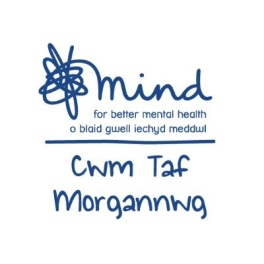 mind
for better mental health
o blaid gwell iechyd meddwl
Cwm Taf
Morgannwg